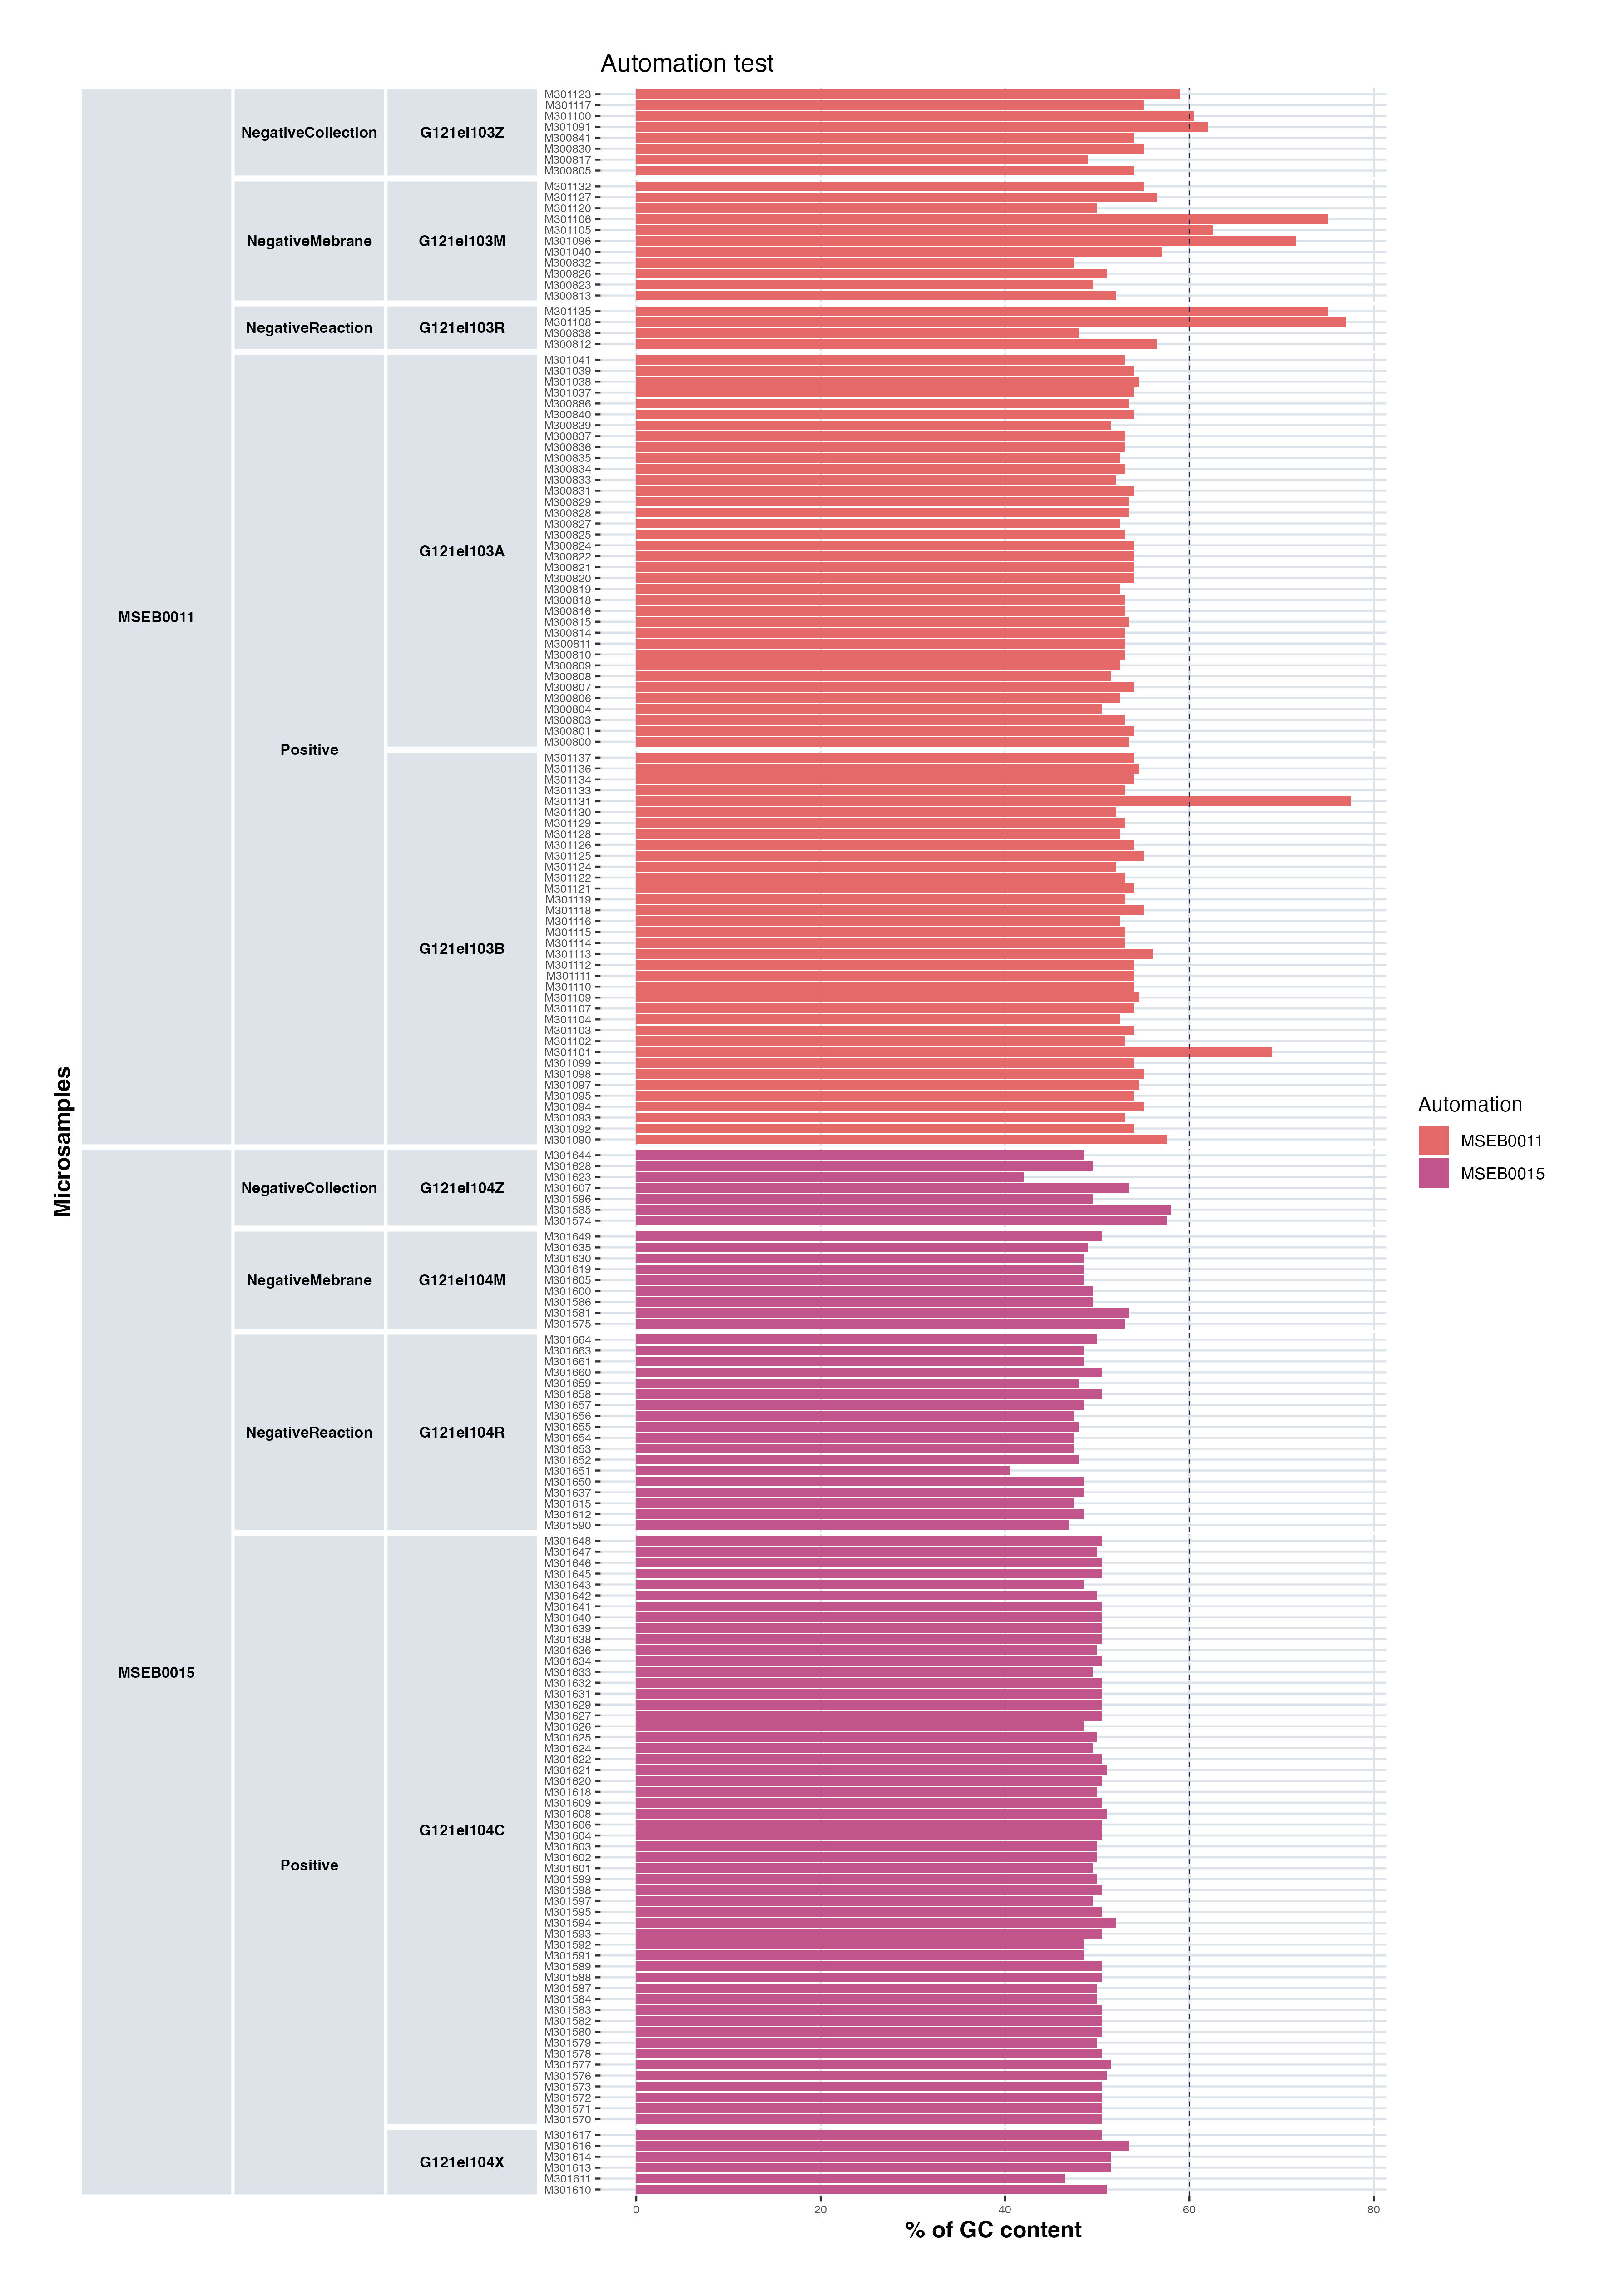 Automation test
Microsamples
MSEB0011
NegativeCollection
G121eI103Z
M301123
M301117
M301100
M301091
M300841
M300830
M300817
M300805
NegativeMebrane
G121eI103M
M301132
M301127
M301120
M301106
M301105
M301096
M301040
M300832
M300826
M300823
M300813
NegativeReaction
G121eI103R
M301135
M301108
M300838
M300812
Positive
G121eI103A
M301041
M301039
M301038
M301037
M300886
M300840
M300839
M300837
M300836
M300835
M300834
M300833
M300831
M300829
M300828
M300827
M300825
M300824
M300822
M300821
M300820
M300819
M300818
M300816
M300815
M300814
M300811
M300810
M300809
M300808
M300807
M300806
M300804
M300803
M300801
M300800
G121eI103B
M301137
M301136
M301134
M301133
M301131
M301130
M301129
M301128
M301126
M301125
M301124
M301122
M301121
M301119
M301118
M301116
M301115
M301114
M301113
M301112
M301111
M301110
M301109
M301107
M301104
M301103
M301102
M301101
M301099
M301098
M301097
M301095
M301094
M301093
M301092
M301090
MSEB0015
NegativeCollection
G121eI104Z
M301644
M301628
M301623
M301607
M301596
M301585
M301574
NegativeMebrane
G121eI104M
M301649
M301635
M301630
M301619
M301605
M301600
M301586
M301581
M301575
NegativeReaction
G121eI104R
M301664
M301663
M301661
M301660
M301659
M301658
M301657
M301656
M301655
M301654
M301653
M301652
M301651
M301650
M301637
M301615
M301612
M301590
Positive
G121eI104C
M301648
M301647
M301646
M301645
M301643
M301642
M301641
M301640
M301639
M301638
M301636
M301634
M301633
M301632
M301631
M301629
M301627
M301626
M301625
M301624
M301622
M301621
M301620
M301618
M301609
M301608
M301606
M301604
M301603
M301602
M301601
M301599
M301598
M301597
M301595
M301594
M301593
M301592
M301591
M301589
M301588
M301587
M301584
M301583
M301582
M301580
M301579
M301578
M301577
M301576
M301573
M301572
M301571
M301570
G121eI104X
M301617
M301616
M301614
M301613
M301611
M301610
0 20 40 60 80
% of GC content
Automation
MSEB0011
MSEB0015